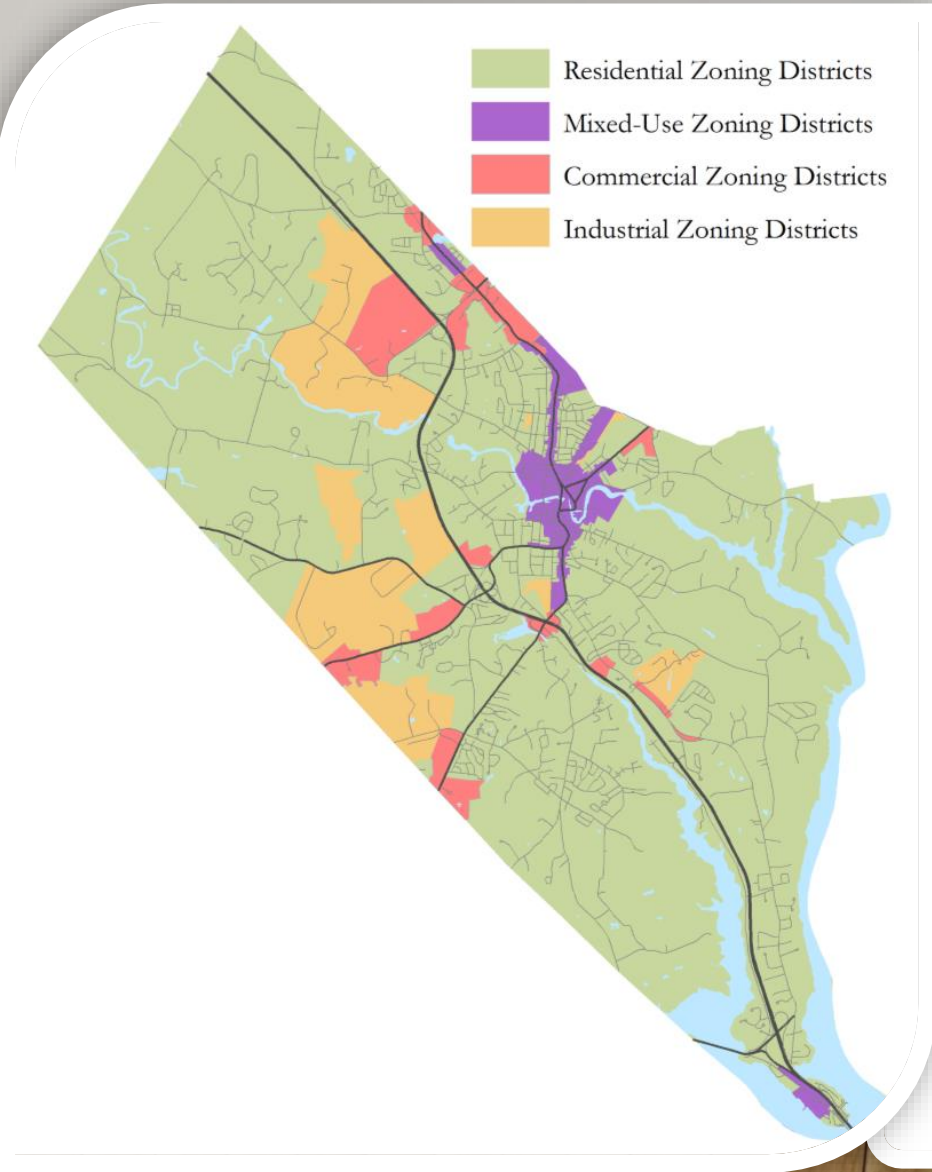 Residential Zoning Districts
Mixed-Use Zoning Districts
Commercial Zoning Districts
Industrial Zoning Districts